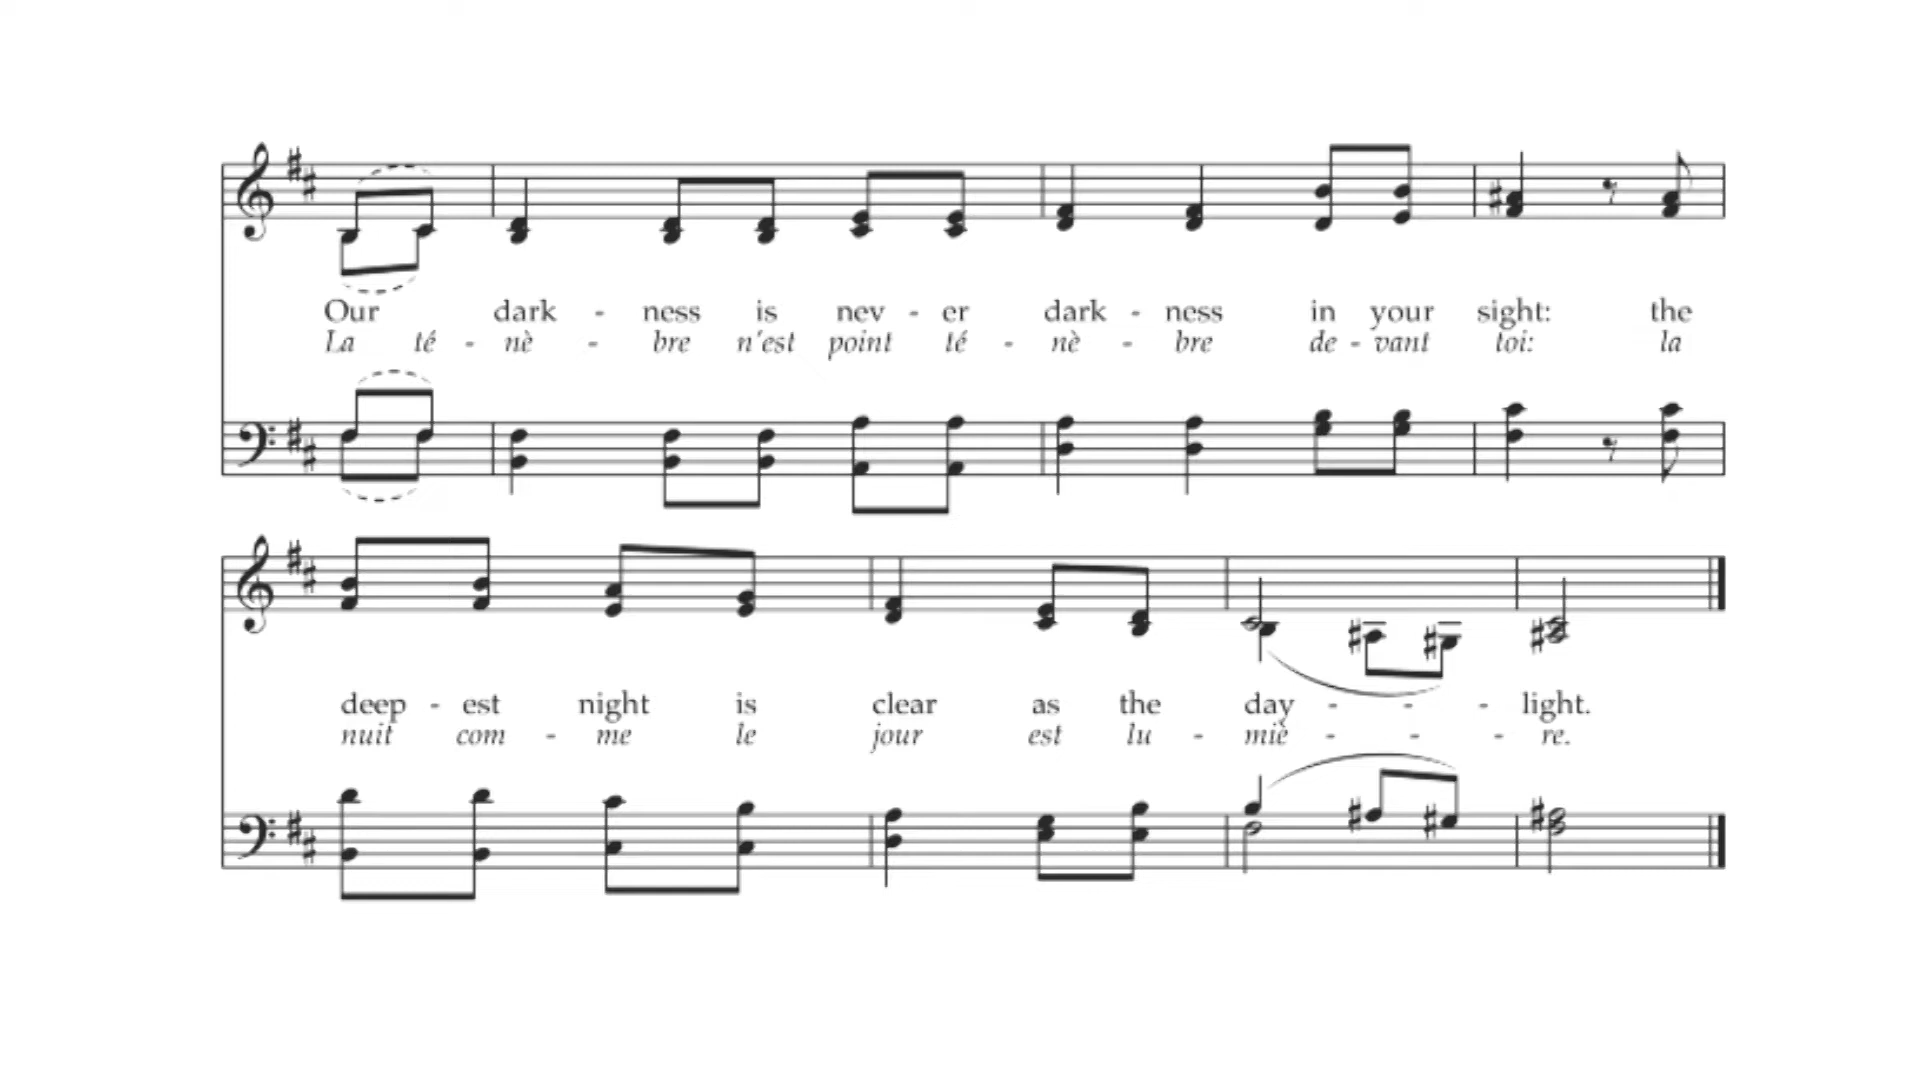 Our dark - ness is nev - er dark - ness in your sight: the
La té - nè - bre n'est point té - nè - bre de - vant toi: la
deep - est night is clear as the day - - - light.
nuit com - me le jour est lu - miè - - - re.